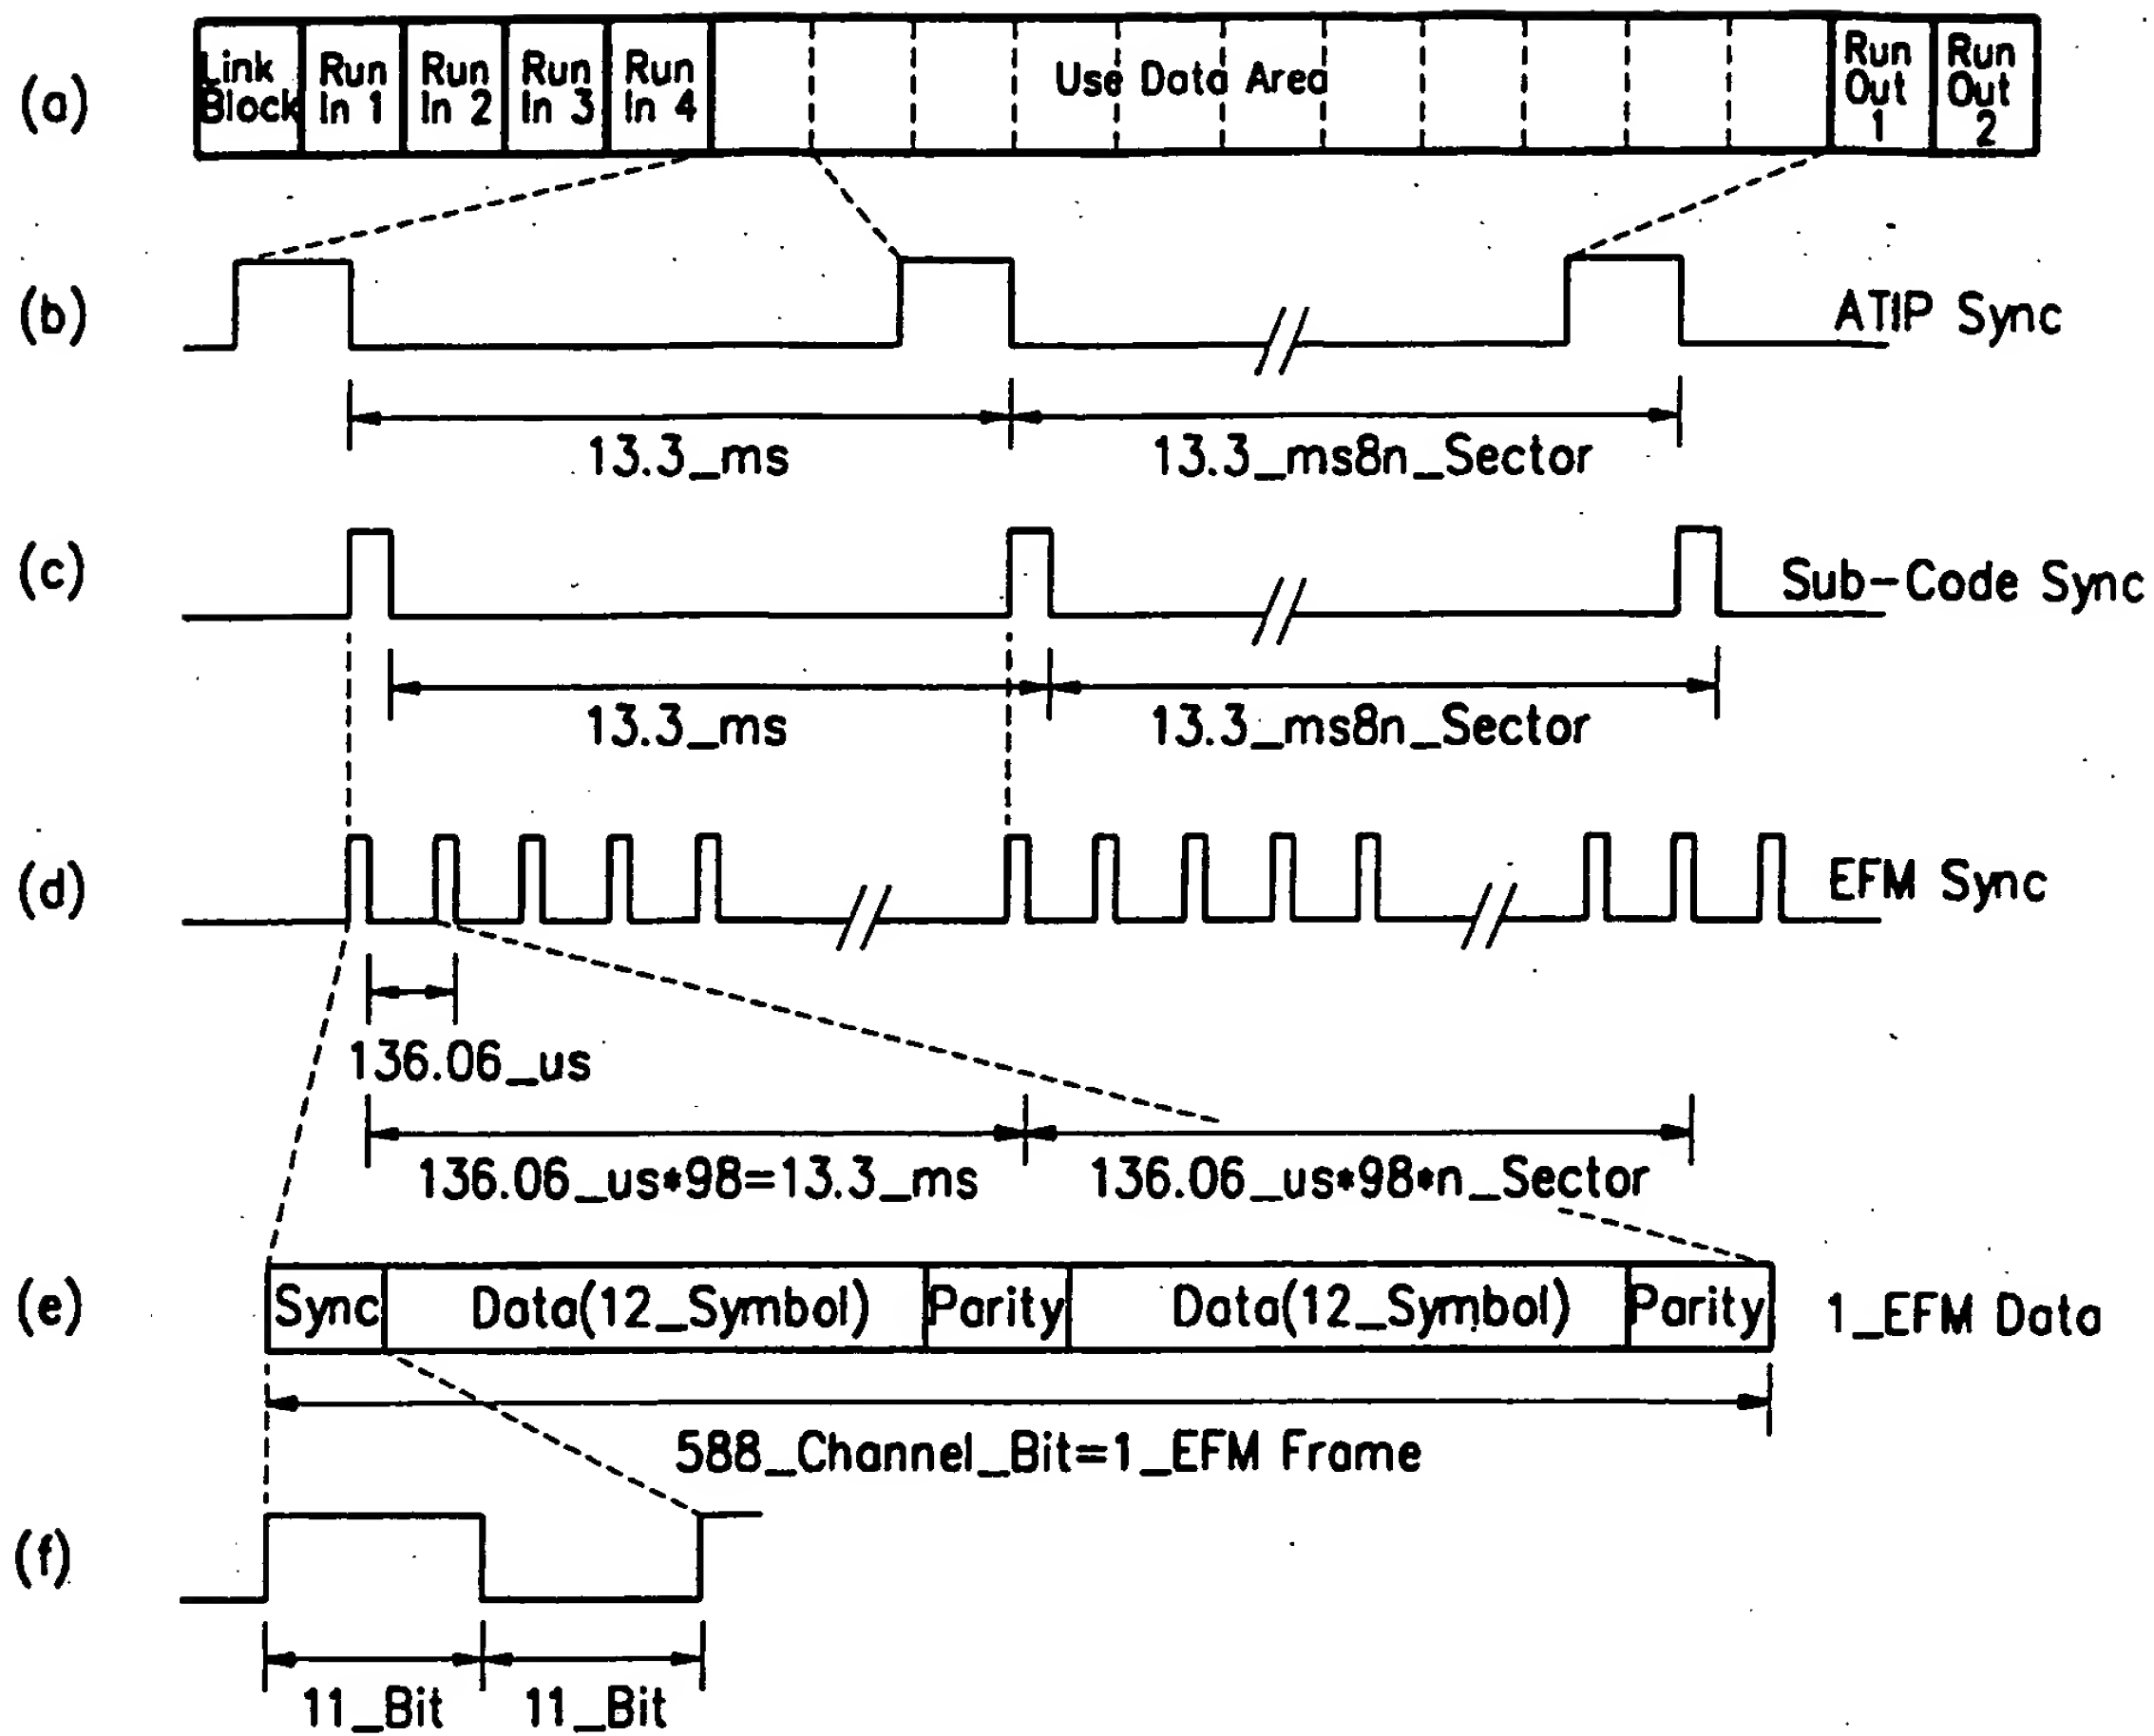 (a)
Link Block
Run In 1
Run In 2
Run In 3
Run In 4
Use Data Area
Run Out 1
Run Out 2
(b)
ATIP Sync
13.3_ms
13.3_ms8n_Sector
(c)
Sub-Code Sync
13.3_ms
13.3_ms8n_Sector
(d)
EFM Sync
136.06_us
136.06_us*98=13.3_ms
136.06_us*98*n_Sector
(e)
Sync
Data(12_Symbol)
Parity
Data(12_Symbol)
Parity
1_EFM Data
588_Channel_Bit=1_EFM Frame
(f)
11_Bit
11_Bit